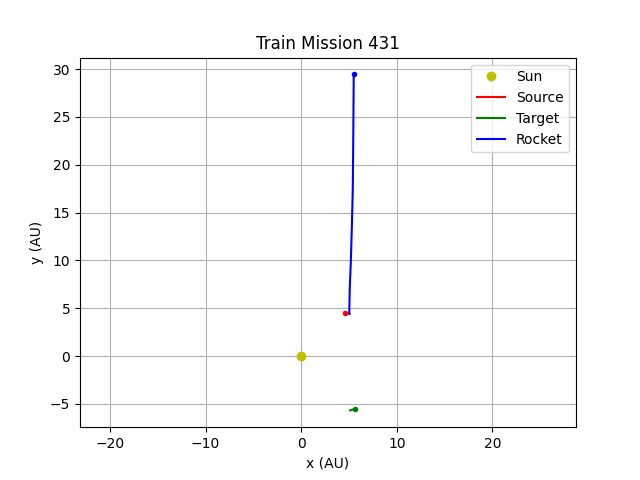 Train Mission 431
Sun
Source
Target
Rocket
30
25
20
15
10
5
0
−5
y (AU)
−20
−10
0
10
20
x (AU)